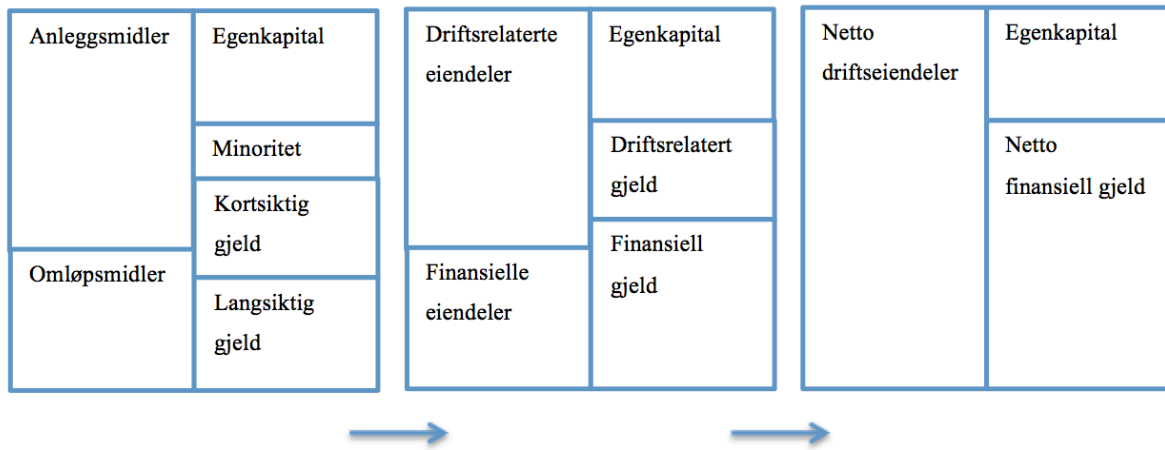 Anleggsmidler
Omløpsmidler
Egenkapital
Minoritet
Kortsiktig
gjeld
Langsiktig
gjeld
Driftsrelaterte
eiendeler
Finansielle
eiendeler
Egenkapital
Driftsrelatert
gjeld
Finansiell
gjeld
Netto
driftseiendeler
Egenkapital
Netto
finansiell gjeld